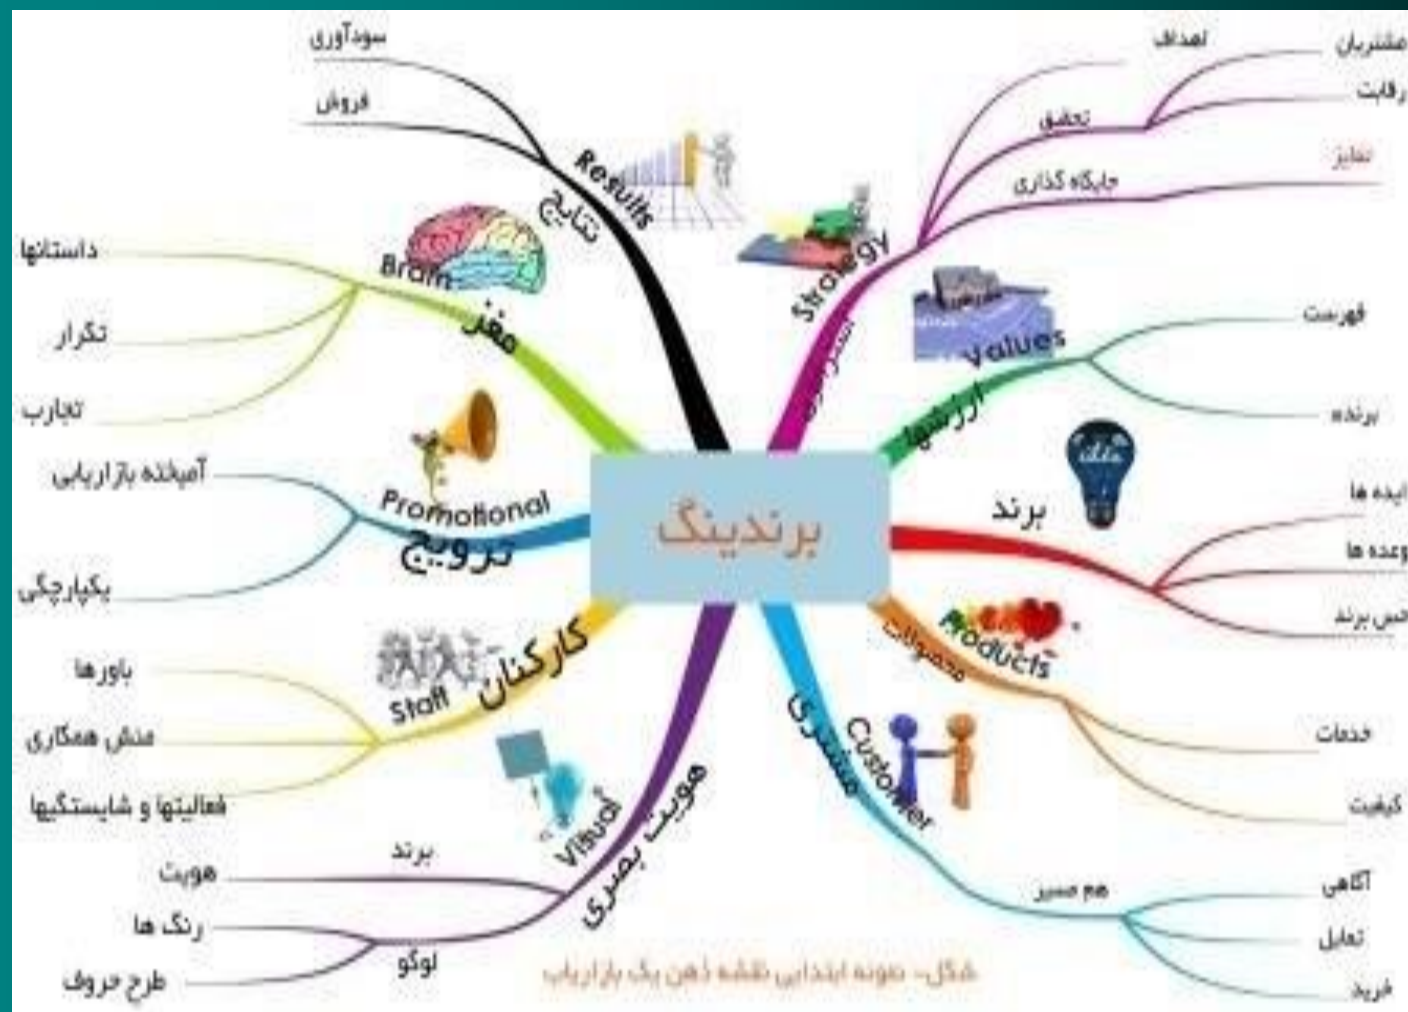 برندینگ
Strategy
اهداف
تحقیق
مشتریان
رقابت
جایگاه گذاری
تمایز
Values
ارزشها
فهرست
برنده
برند
ایده ها
وعده ها
حس برند
Products
محصولات
خدمات
کیفیت
Customer
مشتری
هم مسیر
آگاهی
تمایل
خرید
Visual
هویت بصری
برند
هویت
لوگو
رنگ ها
طرح حروف
Staff
کارکنان
باورها
منش همکاری
فعالیتها و شایستگیها
Promotional
ترویج
آمیخته بازاریابی
یکپارچگی
Brain
مغز
داستانها
تکرار
تجارب
Results
نتایج
سودآوری
فروش
شکل- نمونه ابتدایی نقشه ذهن یک بازاریاب